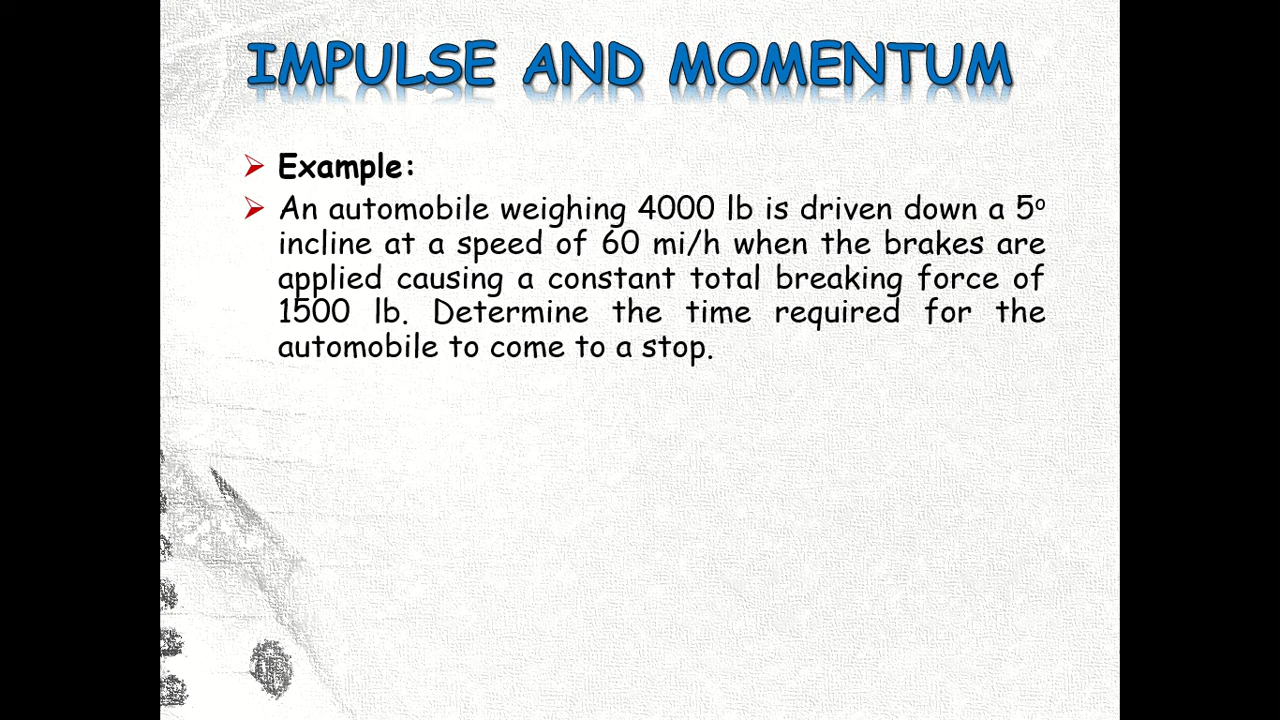 IMPULSE AND MOMENTUM
Example:
An automobile weighing 4000 lb is driven down a 5º
incline at a speed of 60 mi/h when the brakes are
applied causing a constant total breaking force of
1500 lb. Determine the time required for the
automobile to come to a stop.